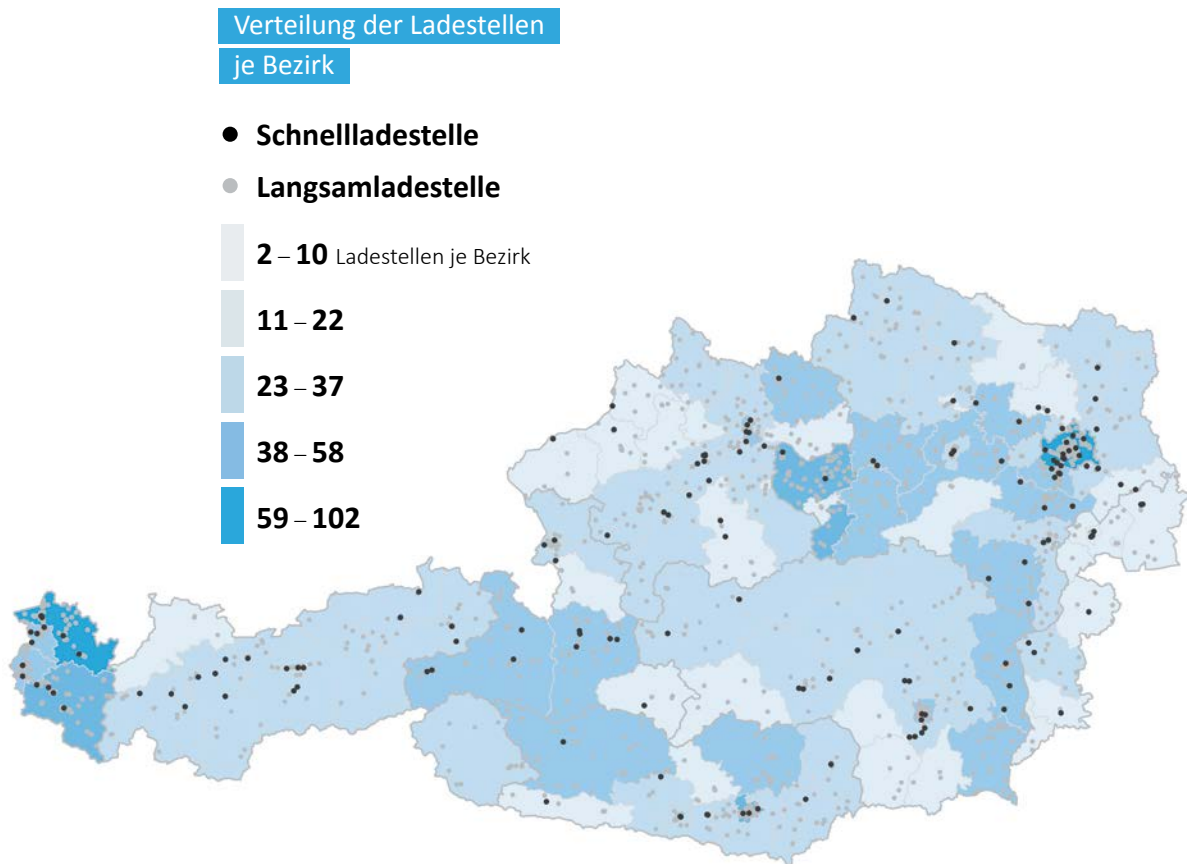 Verteilung der Ladestellen
je Bezirk
Schnellladestelle
Langsamladestelle
2 – 10 Ladestellen je Bezirk
11 – 22
23 – 37
38 – 58
59 – 102